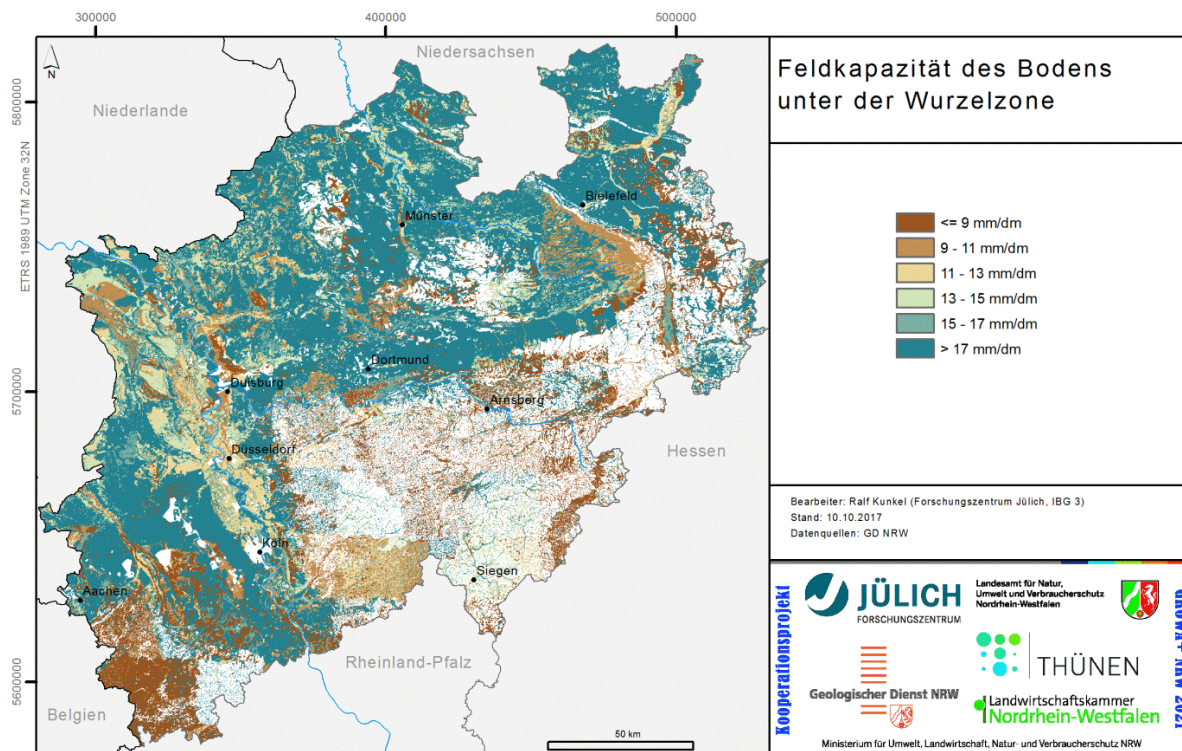 300000
400000
500000
5800000
5700000
5600000
ETRS 1989 UTM Zone 32N
N
Niedersachsen
Niederlande
Bielefeld
Münster
Dortmund
Duisburg
Arnsberg
Düsseldorf
Hessen
Köln
Siegen
Aachen
Rheinland-Pfalz
Belgien
50 km
Feldkapazität des Bodens
unter der Wurzelzone
<= 9 mm/dm
9 - 11 mm/dm
11 - 13 mm/dm
13 - 15 mm/dm
15 - 17 mm/dm
> 17 mm/dm
Bearbeiter: Ralf Kunkel (Forschungszentrum Jülich, IBG 3)
Stand: 10.10.2017
Datenquellen: GD NRW
Kooperationsprojekt
JÜLICH
FORSCHUNGSZENTRUM
Landesamt für Natur,
Umwelt und Verbraucherschutz
Nordrhein-Westfalen
THÜNEN
Geologischer Dienst NRW
Landwirtschaftskammer
Nordrhein-Westfalen
GROWA+ NRW 2021
Ministerium für Umwelt, Landwirtschaft, Natur- und Verbraucherschutz NRW